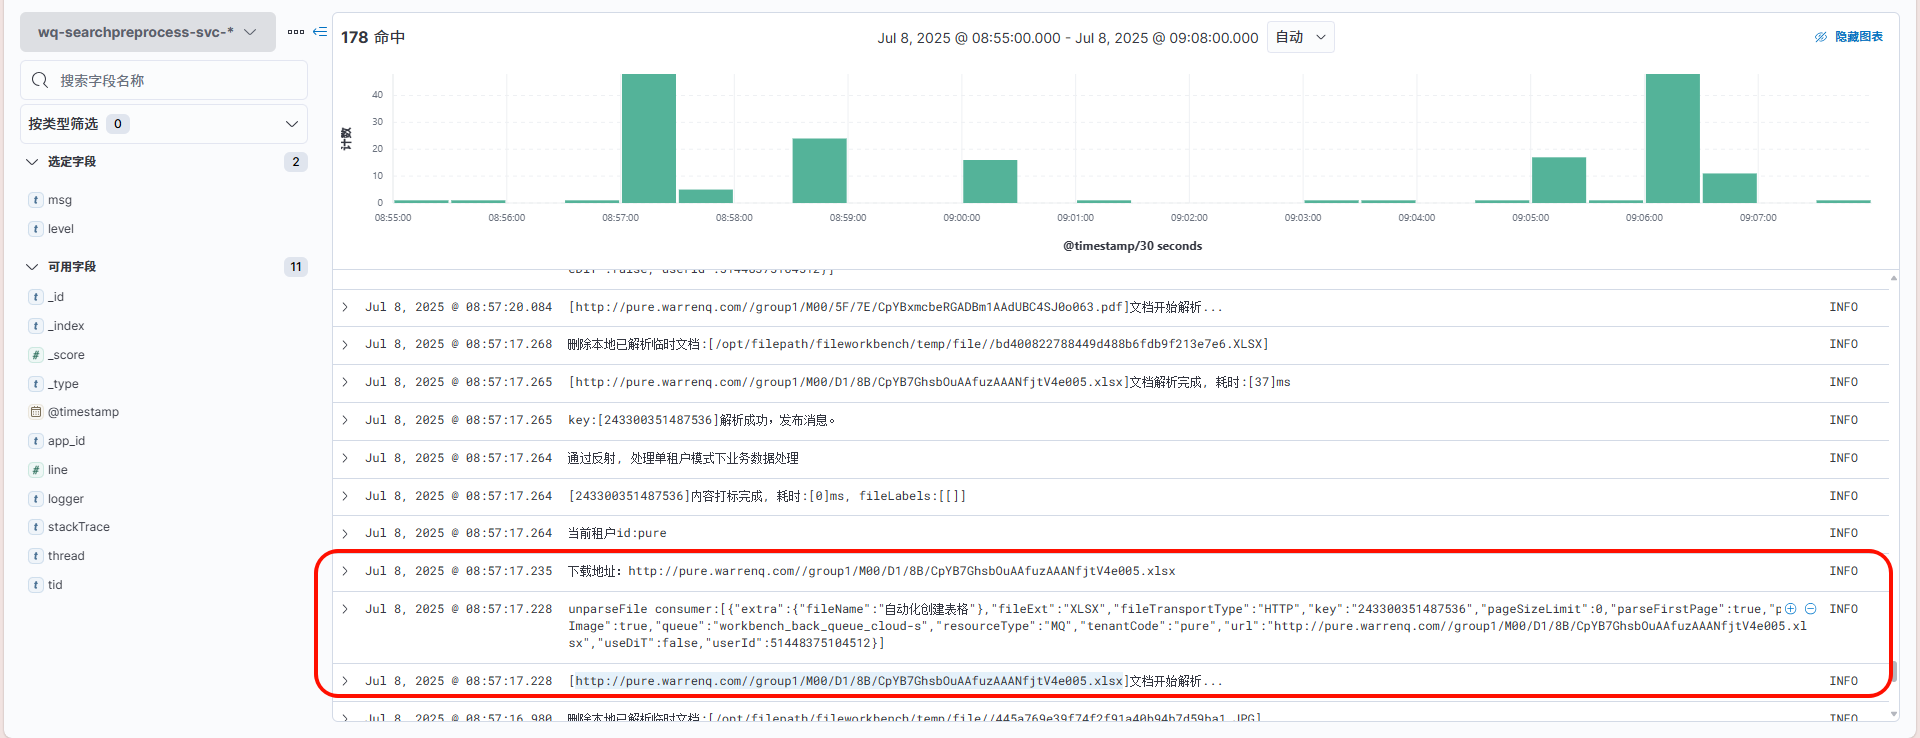 wq-searchpreprocess-svc-*
搜索字段名称
按类型筛选 0
选定字段 2
t msg
t level
可用字段 11
t _id
t _index
# _score
t _type
@timestamp
t app_id
# line
t logger
t stackTrace
t thread
t tid
178 命中
Jul 8, 2025 @ 08:55:00.000 - Jul 8, 2025 @ 09:08:00.000
自动
隐藏图表
计数
40
30
20
10
0
08:55:00 08:56:00 08:57:00 08:58:00 08:59:00 09:00:00 09:01:00 09:02:00 09:03:00 09:04:00 09:05:00 09:06:00 09:07:00
@timestamp/30 seconds
eDiT":false,"userId":51448375104512}]
Jul 8, 2025 @ 08:57:20.084 [http://pure.warrenq.com//group1/M00/5F/7E/CpYBxmcbeRGADBm1AAdUBC4SJ0o063.pdf]文档开始解析... INFO
Jul 8, 2025 @ 08:57:17.268 删除本地已解析临时文档:[/opt/filepath/fileworkbench/temp/file//bd400822788449d488b6fdb9f213e7e6.XLSX] INFO
Jul 8, 2025 @ 08:57:17.265 [http://pure.warrenq.com//group1/M00/D1/8B/CpYB7GhsbOuAAfuzAAANfjtV4e005.xlsx]文档解析完成, 耗时:[37]ms INFO
Jul 8, 2025 @ 08:57:17.265 key:[243300351487536]解析成功，发布消息。 INFO
Jul 8, 2025 @ 08:57:17.264 通过反射, 处理单租户模式下业务数据处理 INFO
Jul 8, 2025 @ 08:57:17.264 [243300351487536]内容打标完成, 耗时:[0]ms, fileLabels:[[]] INFO
Jul 8, 2025 @ 08:57:17.264 当前租户id:pure INFO
Jul 8, 2025 @ 08:57:17.235 下载地址：http://pure.warrenq.com//group1/M00/D1/8B/CpYB7GhsbOuAAfuzAAANfjtV4e005.xlsx INFO
Jul 8, 2025 @ 08:57:17.228 unparseFile consumer:[{"extra":{"fileName":"自动化创建表格"},"fileExt":"XLSX","fileTransportType":"HTTP","key":"243300351487536","pageSizeLimit":0,"parseFirstPage":true,"p INFO
Image":true,"queue":"workbench_back_queue_cloud-s","resourceType":"MQ","tenantCode":"pure","url":"http://pure.warrenq.com//group1/M00/D1/8B/CpYB7GhsbOuAAfuzAAANfjtV4e005.xl
sx","useDiT":false,"userId":51448375104512}]
Jul 8, 2025 @ 08:57:17.228 [http://pure.warrenq.com//group1/M00/D1/8B/CpYB7GhsbOuAAfuzAAANfjtV4e005.xlsx]文档开始解析... INFO
Jul 8, 2025 @ 08:57:16.980 删除本地已解析临时文档:[/opt/filepath/fileworkbench/temp/file//445a769e39f74f2f91a40b94b7d59ba1.JPG] INFO